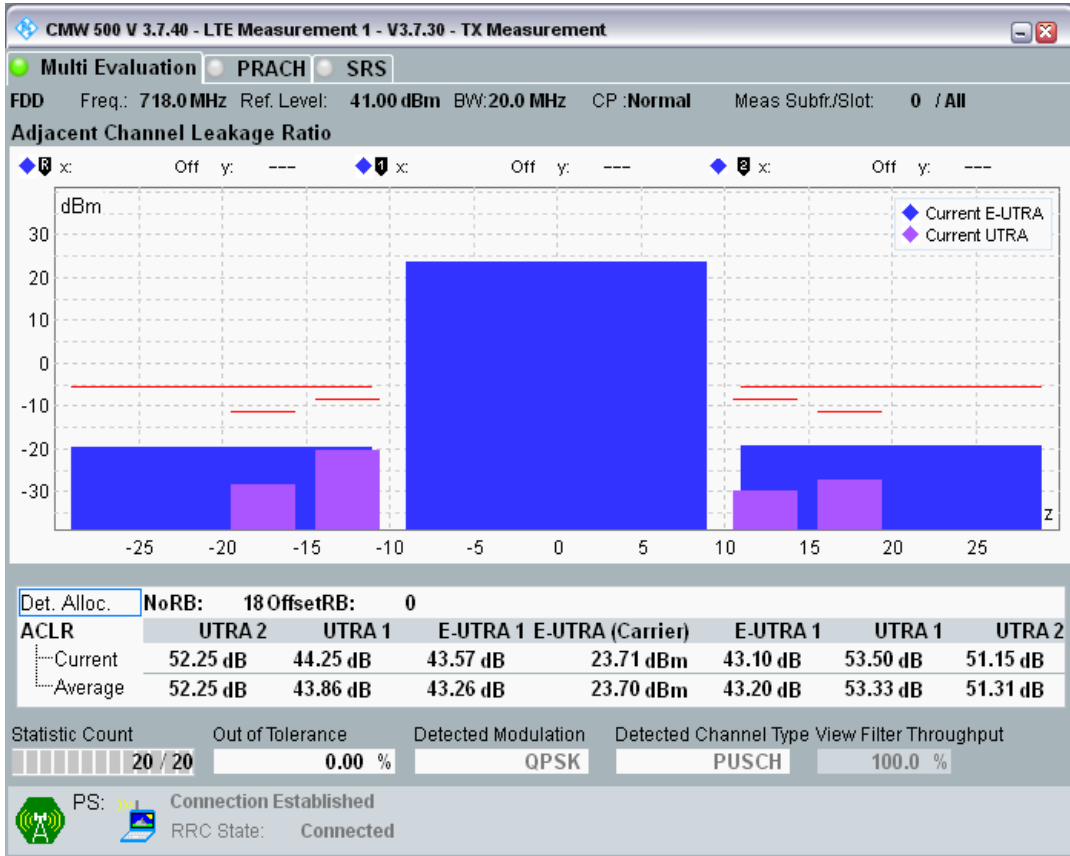 CMW 500 V 3.7.40 - LTE Measurement 1 - V3.7.30 - TX Measurement
Multi Evaluation PRACH SRS
FDD Freq.: 718.0 MHz Ref. Level: 41.00 dBm BW: 20.0 MHz CP : Normal Meas Subfr./Slot: 0 / All
Adjacent Channel Leakage Ratio
R x: Off y: --- 1 x: Off y: --- 2 x: Off y: ---
dBm
Current E-UTRA
Current UTRA
30
20
10
0
-10
-20
-30
z
-25 -20 -15 -10 -5 0 5 10 15 20 25
Det. Alloc. NoRB: 18 OffsetRB: 0
ACLR UTRA 2 UTRA 1 E-UTRA 1 E-UTRA (Carrier) E-UTRA 1 UTRA 1 UTRA 2
Current 52.25 dB 44.25 dB 43.57 dB 23.71 dBm 43.10 dB 53.50 dB 51.15 dB
Average 52.25 dB 43.86 dB 43.26 dB 23.70 dBm 43.20 dB 53.33 dB 51.31 dB
Statistic Count Out of Tolerance Detected Modulation Detected Channel Type View Filter Throughput
20 / 20 0.00 % QPSK PUSCH 100.0 %
PS: Connection Established
RRC State: Connected